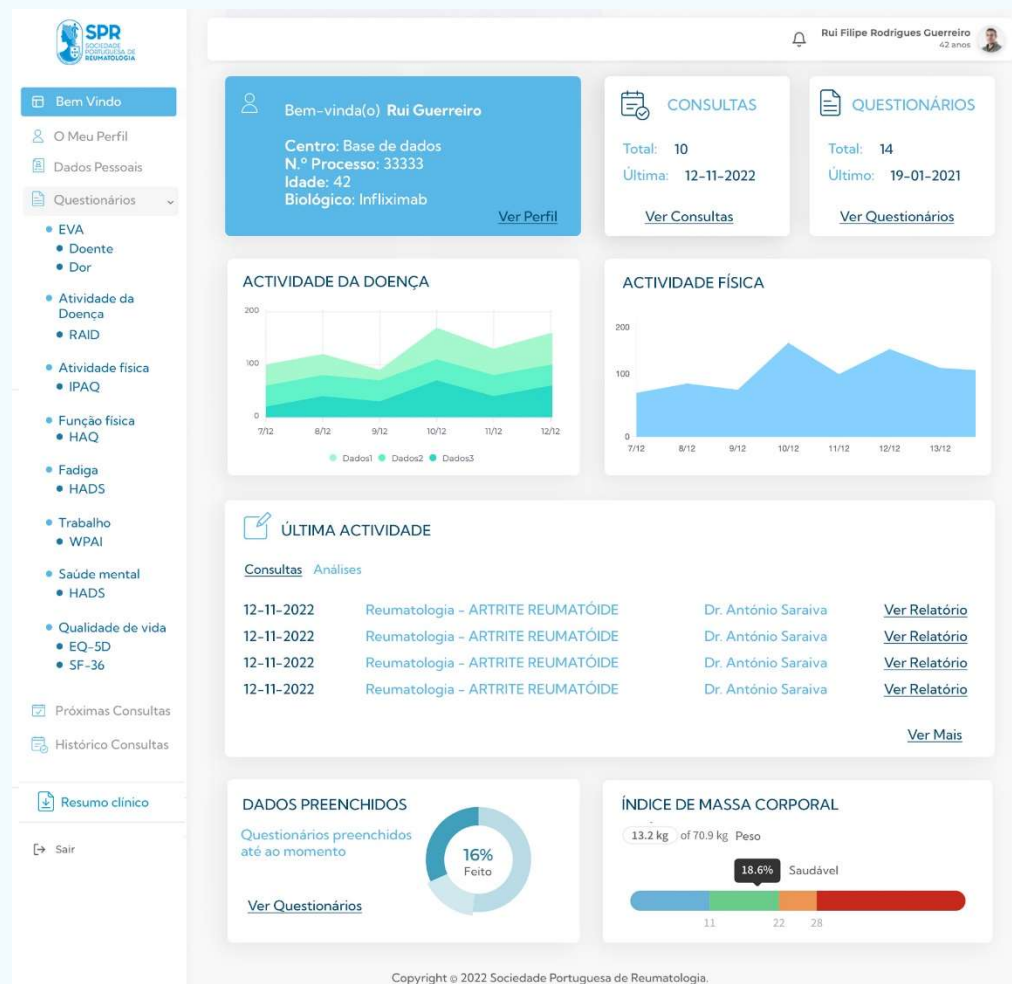 SPR
SOCIEDADE
PORTUGUESA DE
REUMATOLOGIA
Rui Filipe Rodrigues Guerreiro
42 anos
Bem Vindo
O Meu Perfil
Dados Pessoais
Questionários
EVA
Doente
Dor
Atividade da
Doença
RAID
Atividade física
IPAQ
Função física
HAQ
Fadiga
HADS
Trabalho
WPAI
Saúde mental
HADS
Qualidade de vida
EQ-5D
SF-36
Próximas Consultas
Histórico Consultas
Resumo clínico
Sair
Bem-vinda(o) Rui Guerreiro
Centro: Base de dados
N.º Processo: 33333
Idade: 42
Biológico: Infliximab
Ver Perfil
CONSULTAS
Total: 10
Última: 12-11-2022
Ver Consultas
QUESTIONÁRIOS
Total: 14
Último: 19-01-2021
Ver Questionários
ACTIVIDADE DA DOENÇA
200
100
0
7/12 8/12 9/12 10/12 11/12 12/12
Dados1 Dados2 Dados3
ACTIVIDADE FÍSICA
200
100
0
7/12 8/12 9/12 10/12 11/12 12/12 13/12
ÚLTIMA ACTIVIDADE
Consultas Análises
12-11-2022 Reumatologia - ARTRITE REUMATÓIDE Dr. António Saraiva Ver Relatório
12-11-2022 Reumatologia - ARTRITE REUMATÓIDE Dr. António Saraiva Ver Relatório
12-11-2022 Reumatologia - ARTRITE REUMATÓIDE Dr. António Saraiva Ver Relatório
12-11-2022 Reumatologia - ARTRITE REUMATÓIDE Dr. António Saraiva Ver Relatório
Ver Mais
DADOS PREENCHIDOS
Questionários preenchidos
até ao momento
16%
Feito
Ver Questionários
ÍNDICE DE MASSA CORPORAL
13.2 kg of 70.9 kg Peso
18.6% Saudável
11 22 28
Copyright © 2022 Sociedade Portuguesa de Reumatologia.